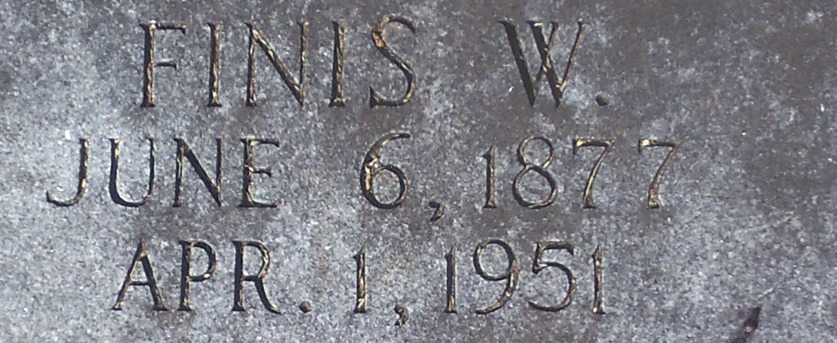 FINIS W.
JUNE 6, 1877
APR. 1, 1951